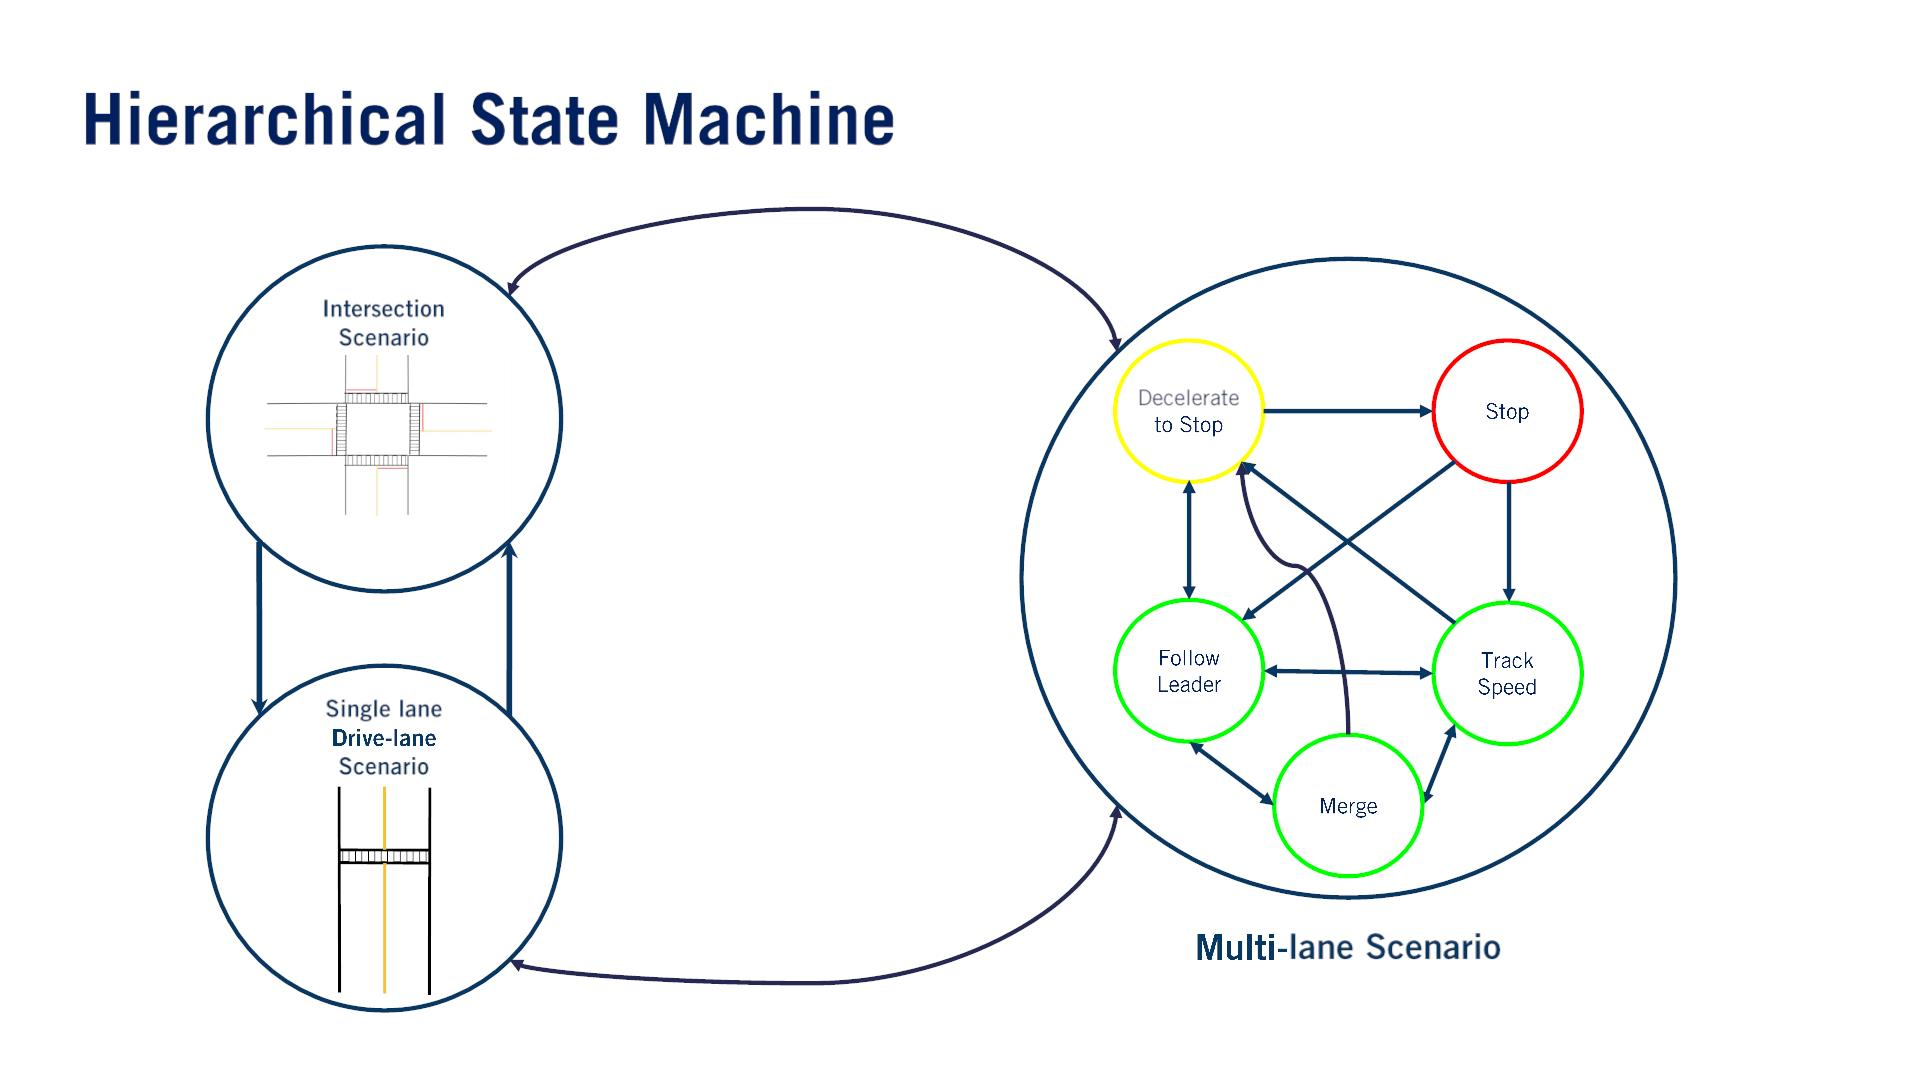 Hierarchical State Machine
Intersection
Scenario
Single lane
Drive-lane
Scenario
Decelerate
to Stop
Stop
Follow
Leader
Track
Speed
Merge
Multi-lane Scenario